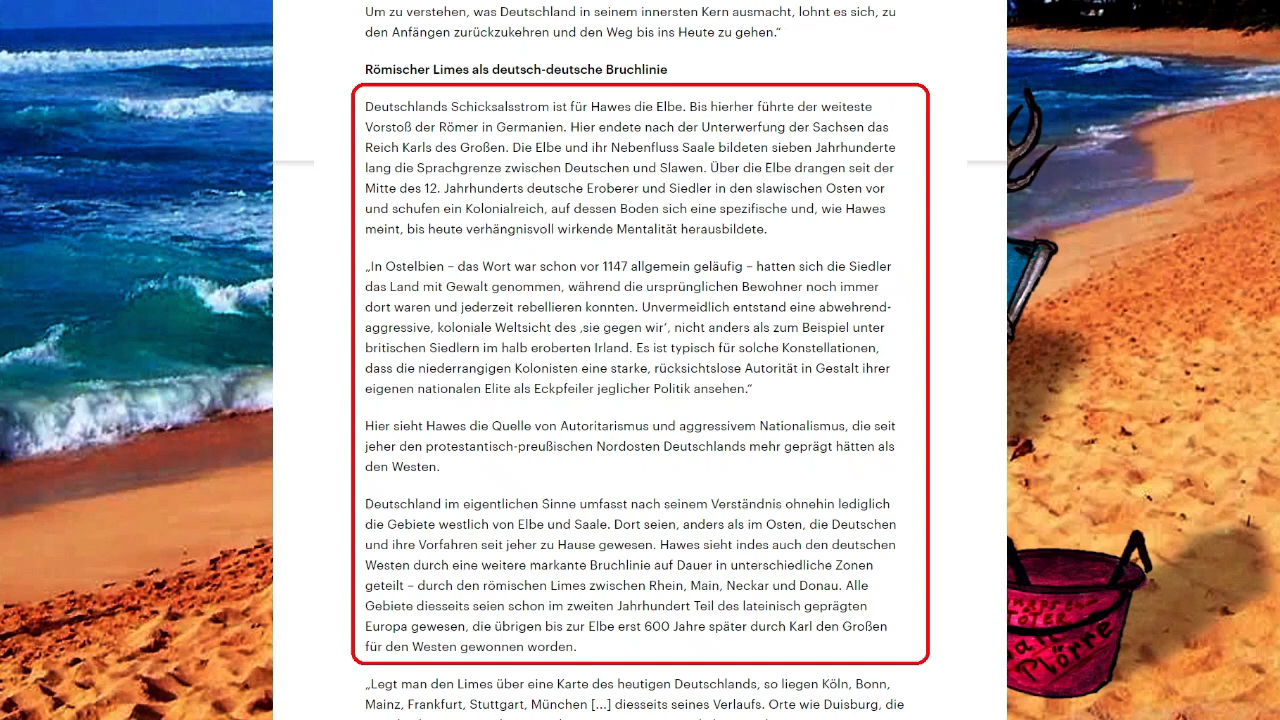 Um zu verstehen, was Deutschland in seinem innersten Kern ausmacht, lohnt es sich, zu
den Anfängen zurückzukehren und den Weg bis ins Heute zu gehen.“
Römischer Limes als deutsch-deutsche Bruchlinie
Deutschlands Schicksalsstrom ist für Hawes die Elbe. Bis hierher führte der weiteste
Vorstoß der Römer in Germanien. Hier endete nach der Unterwerfung der Sachsen das
Reich Karls des Großen. Die Elbe und ihr Nebenfluss Saale bildeten sieben Jahrhunderte
lang die Sprachgrenze zwischen Deutschen und Slawen. Über die Elbe drangen seit der
Mitte des 12. Jahrhunderts deutsche Eroberer und Siedler in den slawischen Osten vor
und schufen ein Kolonialreich, auf dessen Boden sich eine spezifische und, wie Hawes
meint, bis heute verhängnisvoll wirkende Mentalität herausbildete.
„In Ostelbien – das Wort war schon vor 1147 allgemein geläufig – hatten sich die Siedler
das Land mit Gewalt genommen, während die ursprünglichen Bewohner noch immer
dort waren und jederzeit rebellieren konnten. Unvermeidlich entstand eine abwehrend-
aggressive, koloniale Weltsicht des ‚sie gegen wir‘, nicht anders als zum Beispiel unter
britischen Siedlern im halb eroberten Irland. Es ist typisch für solche Konstellationen,
dass die niederrangigen Kolonisten eine starke, rücksichtslose Autorität in Gestalt ihrer
eigenen nationalen Elite als Eckpfeiler jeglicher Politik ansehen.“
Hier sieht Hawes die Quelle von Autoritarismus und aggressivem Nationalismus, die seit
jeher den protestantisch-preußischen Nordosten Deutschlands mehr geprägt hätten als
den Westen.
Deutschland im eigentlichen Sinne umfasst nach seinem Verständnis ohnehin lediglich
die Gebiete westlich von Elbe und Saale. Dort seien, anders als im Osten, die Deutschen
und ihre Vorfahren seit jeher zu Hause gewesen. Hawes sieht indes auch den deutschen
Westen durch eine weitere markante Bruchlinie auf Dauer in unterschiedliche Zonen
geteilt – durch den römischen Limes zwischen Rhein, Main, Neckar und Donau. Alle
Gebiete diesseits seien schon im zweiten Jahrhundert Teil des lateinisch geprägten
Europa gewesen, die übrigen bis zur Elbe erst 600 Jahre später durch Karl den Großen
für den Westen gewonnen worden.
„Legt man den Limes über eine Karte des heutigen Deutschlands, so liegen Köln, Bonn,
Mainz, Frankfurt, Stuttgart, München [...] diesseits seines Verlaufs. Orte wie Duisburg, die
TOTER
Plörre